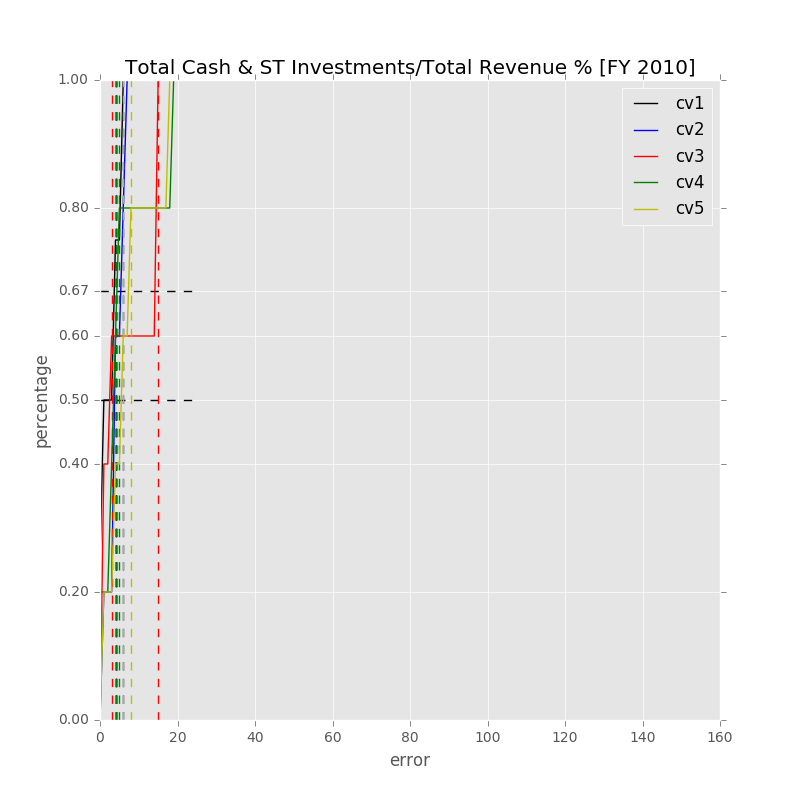 Total Cash & ST Investments/Total Revenue % [FY 2010]
1.00
0.80
0.67
0.60
0.50
0.40
0.20
0.00
percentage
cv1
cv2
cv3
cv4
cv5
0 20 40 60 80 100 120 140 160
error